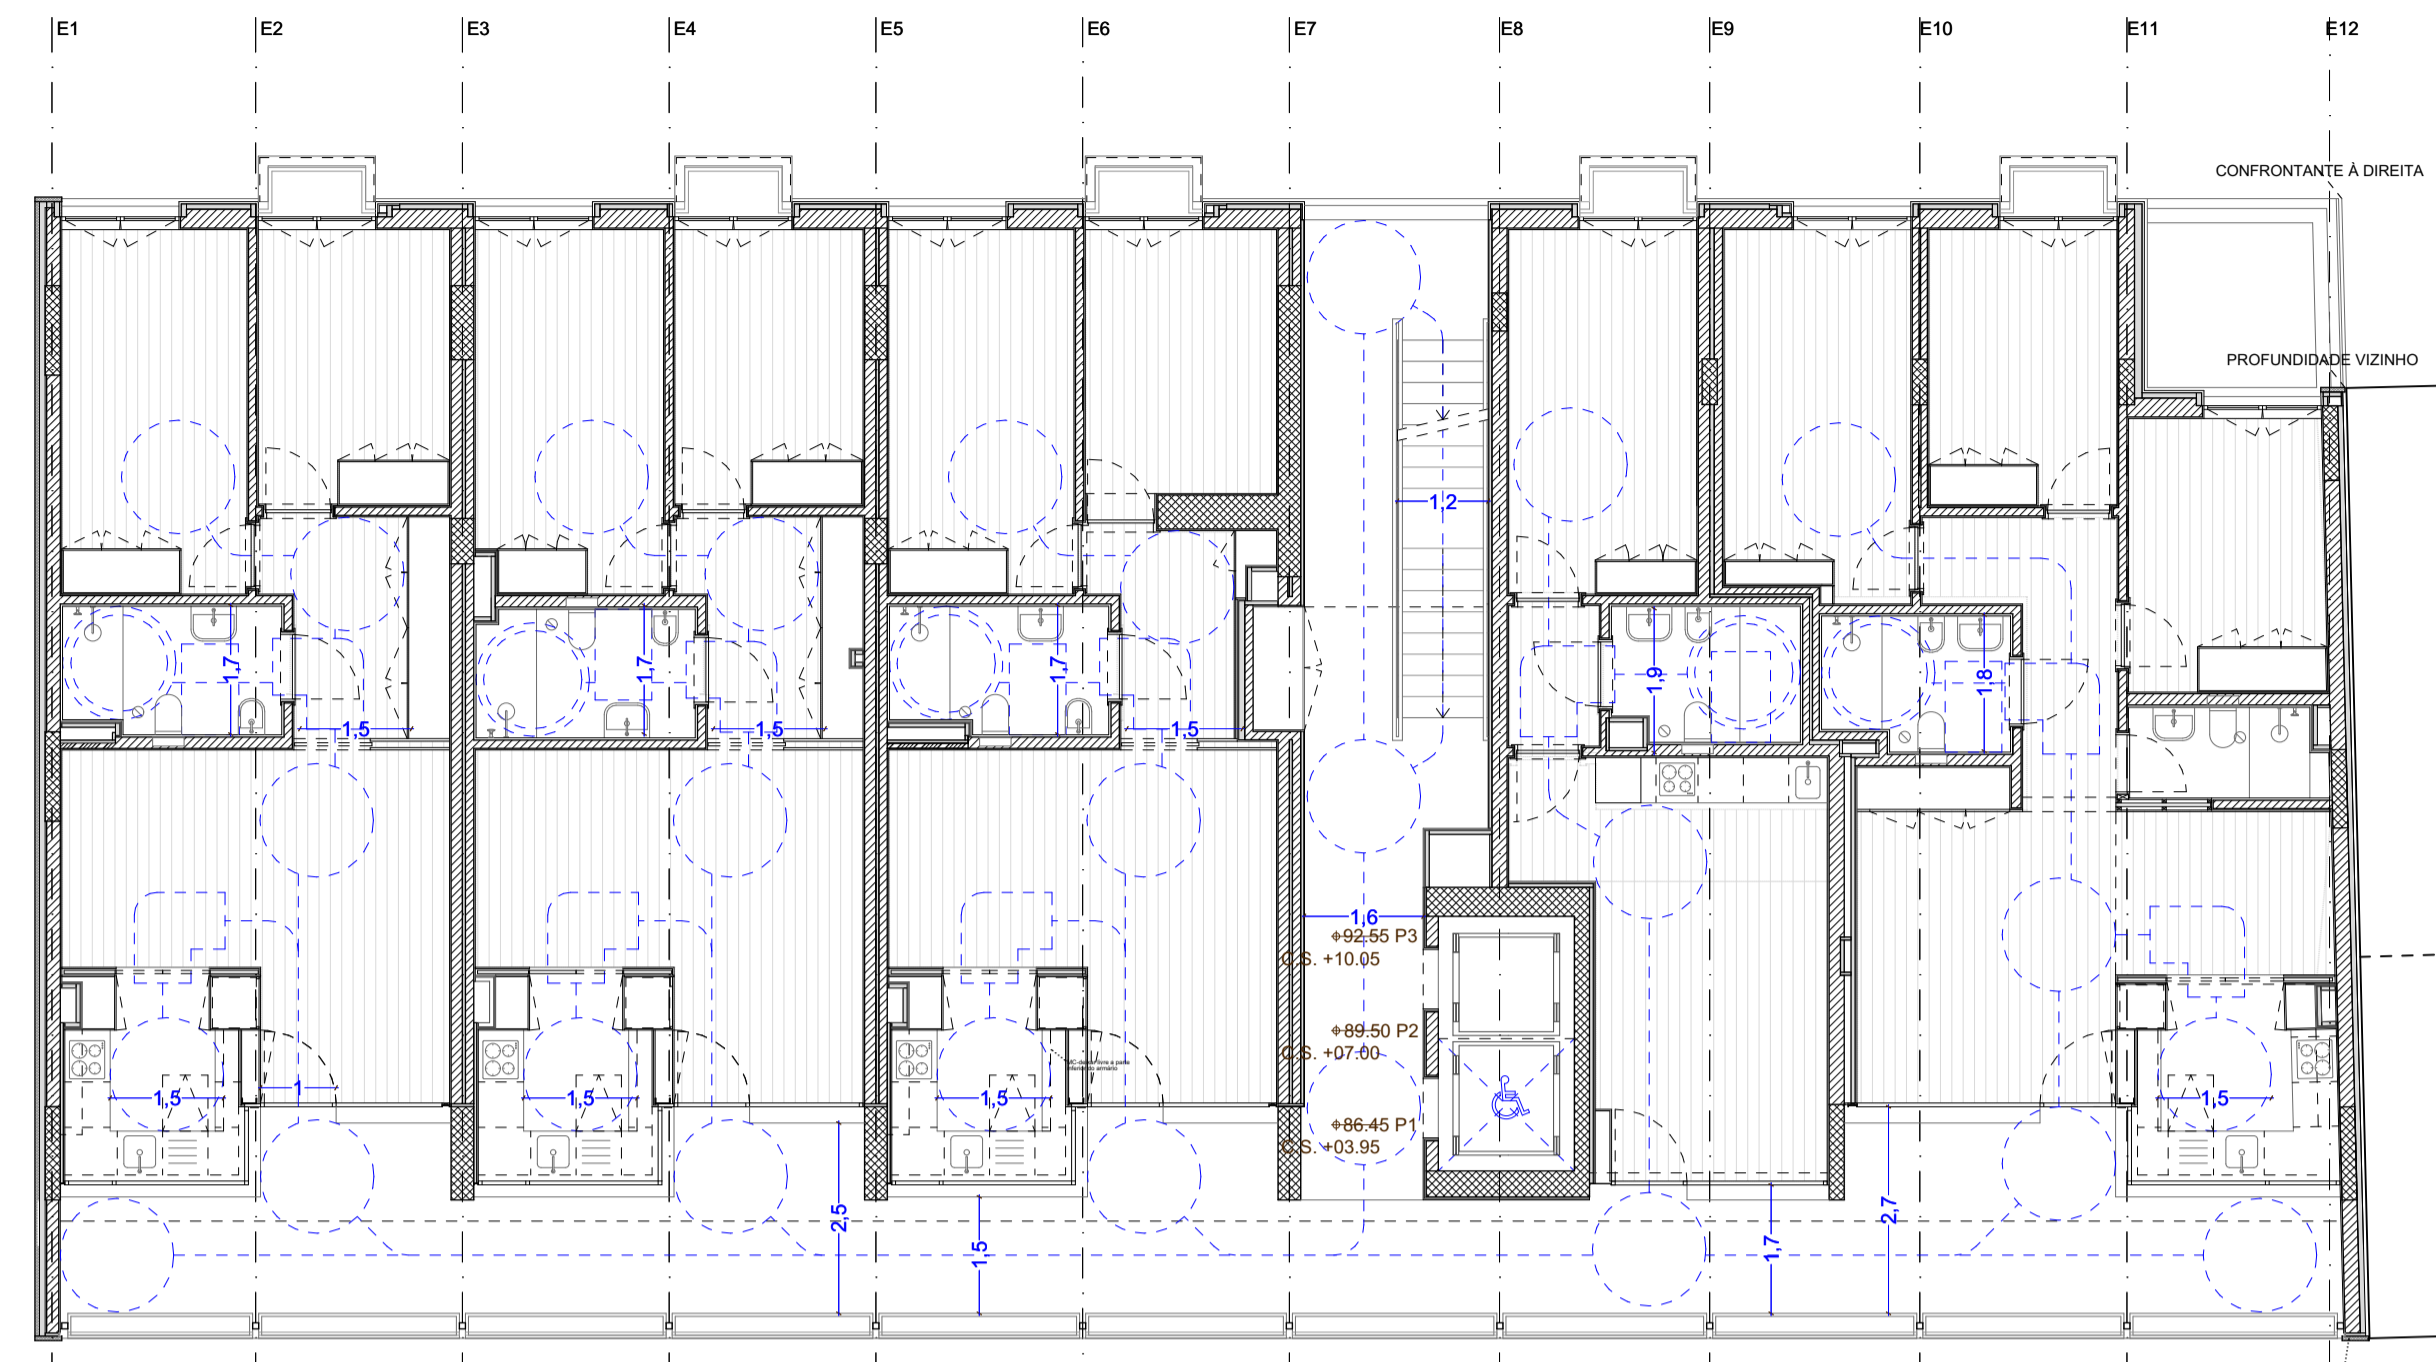 E1 E2 E3 E4 E5 E6 E7 E8 E9 E10 E11 E12
CONFRONTANTE À DIREITA
PROFUNDIDADE VIZINHO
1,2
1,7 1,7 1,7 1,9 1,8
1,5 1,5 1,5
1,6
92.55 P3
C.S. +10.05
89.50 P2
C.S. +07.00
1 1,5 1,5 1,5 1,5
86.45 P1
C.S. +03.95
2,5 1,5 1,7 2,7